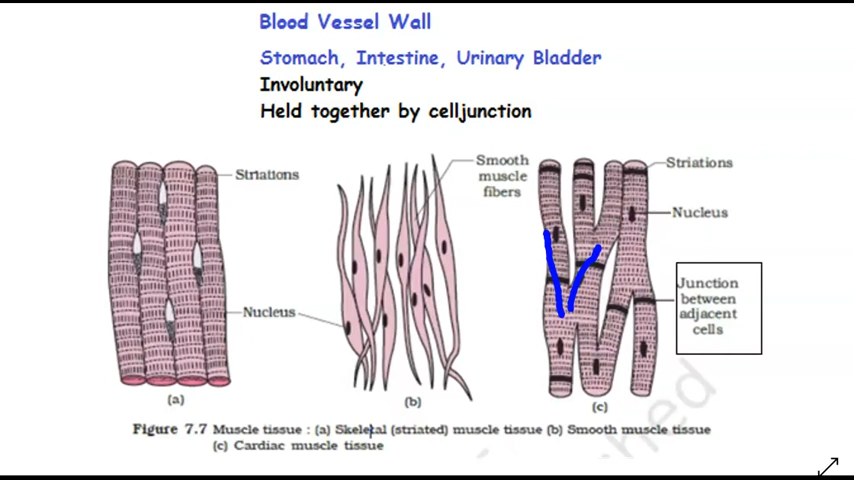 Blood Vessel Wall
Stomach, Intestine, Urinary Bladder
Involuntary
Held together by celljunction
Striations
Nucleus
(a)
Smooth
muscle
fibers
(b)
Striations
Nucleus
Junction
between
adjacent
cells
(c)
Figure 7.7 Muscle tissue : (a) Skeletal (striated) muscle tissue (b) Smooth muscle tissue
(c) Cardiac muscle tissue